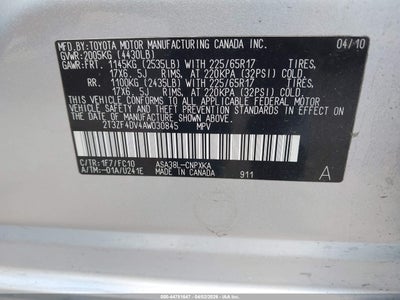 MFD. BY: TOYOTA MOTOR MANUFACTURING CANADA INC.
GVWR: 2005KG (4430LB) 04/10
GAWR: FRT. 1145KG (2535LB) WITH 225/65R17 TIRES,
17X6.5J RIMS, AT 220KPA (32PSI) COLD.
RR. 1100KG (2435LB) WITH 225/65R17 TIRES,
17X6.5J RIMS, AT 220KPA (32PSI) COLD.
THIS VEHICLE CONFORMS TO ALL APPLICABLE
FEDERAL MOTOR VEHICLE SAFETY, BUMPER,
AND THEFT PREVENTION STANDARDS IN EFFECT
ON THE DATE OF MANUFACTURE SHOWN ABOVE.
2T3ZF4DV4AW030845 MPV
C/TR: 1F7/FC10 ASA38L-CNPXKA
A/TM: -01A/U241E MADE IN CANADA 911 A
IAA